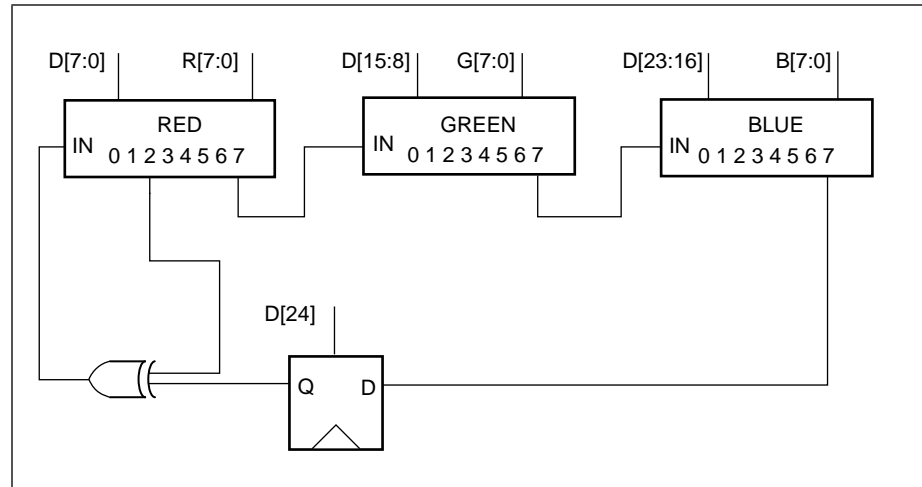 D[7:0] R[7:0] D[15:8] G[7:0] D[23:16] B[7:0]
RED GREEN BLUE
IN IN IN
0 1 2 3 4 5 6 7 0 1 2 3 4 5 6 7 0 1 2 3 4 5 6 7
D[24]
Q D